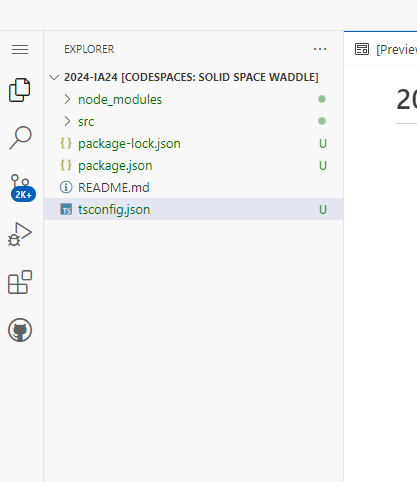 EXPLORER
[Preview
2024-IA24 [CODESPACES: SOLID SPACE WADDLE]
node_modules
src
package-lock.json U
package.json U
README.md
tsconfig.json U
2K+
20